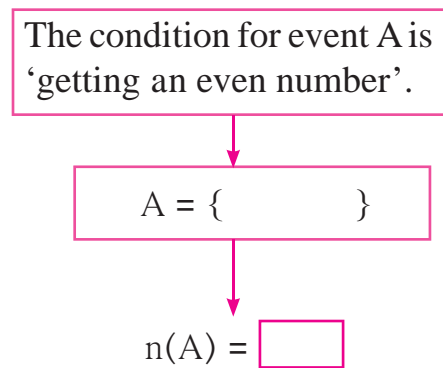 The condition for event A is
‘getting an even number’.
A = { }
n(A) =